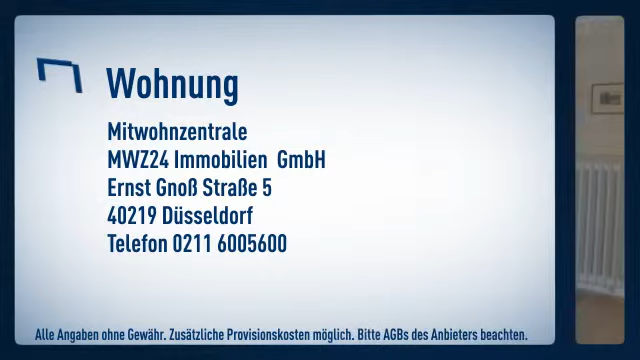 Wohnung
Mitwohnzentrale
MWZ24 Immobilien GmbH
Ernst Gnoß Straße 5
40219 Düsseldorf
Telefon 0211 6005600
Alle Angaben ohne Gewähr. Zusätzliche Provisionskosten möglich. Bitte AGBs des Anbieters beachten.